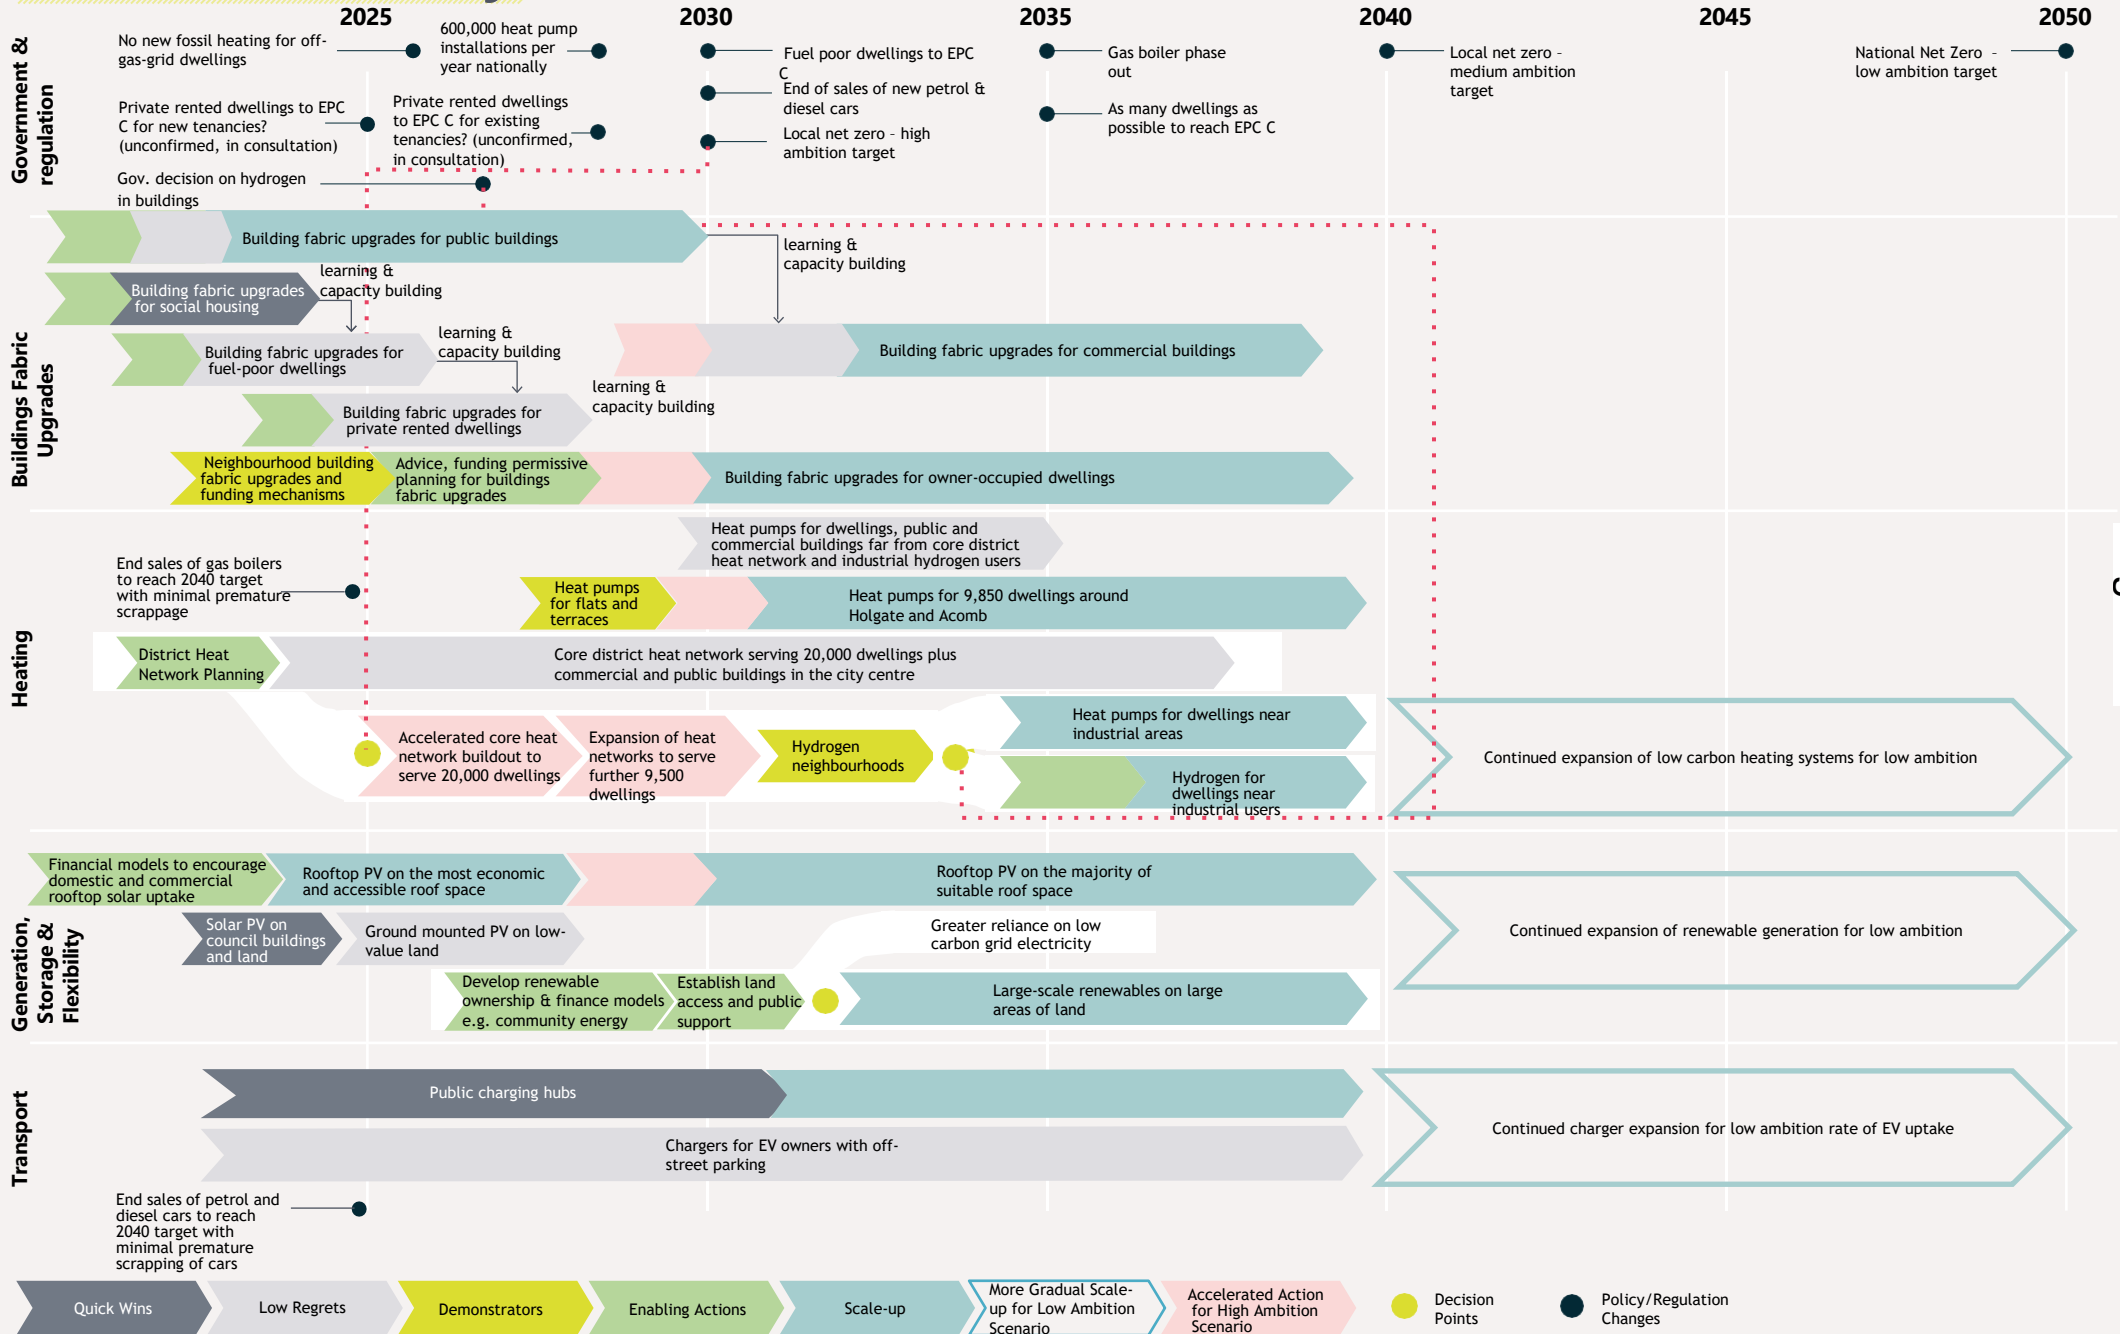 2025
2030
2035
2040
2045
2050
Government &
regulation
No new fossil heating for off-
gas-grid dwellings
600,000 heat pump
installations per
year nationally
Private rented dwellings to EPC
C for new tenancies?
(unconfirmed, in consultation)
Private rented dwellings
to EPC C for existing
tenancies? (unconfirmed,
in consultation)
Gov. decision on hydrogen
in buildings
Fuel poor dwellings to EPC
C
End of sales of new petrol &
diesel cars
Local net zero - high
ambition target
Gas boiler phase
out
As many dwellings as
possible to reach EPC C
Local net zero -
medium ambition
target
National Net Zero -
low ambition target
Buildings Fabric
Upgrades
Building fabric upgrades for public buildings
learning &
capacity building
Building fabric upgrades
for social housing
learning &
capacity building
Building fabric upgrades for
fuel-poor dwellings
learning &
capacity building
Building fabric upgrades for commercial buildings
Building fabric upgrades for
private rented dwellings
learning &
capacity building
Neighbourhood building
fabric upgrades and
funding mechanisms
Advice, funding permissive
planning for buildings
fabric upgrades
Building fabric upgrades for owner-occupied dwellings
Heating
Heat pumps for dwellings, public and
commercial buildings far from core district
heat network and industrial hydrogen users
End sales of gas boilers
to reach 2040 target
with minimal premature
scrappage
Heat pumps
for flats and
terraces
Heat pumps for 9,850 dwellings around
Holgate and Acomb
District Heat
Network Planning
Core district heat network serving 20,000 dwellings plus
commercial and public buildings in the city centre
Accelerated core heat
network buildout to
serve 20,000 dwellings
Expansion of heat
networks to serve
further 9,500
dwellings
Hydrogen
neighbourhoods
Heat pumps for dwellings near
industrial areas
Hydrogen for
dwellings near
industrial users
Continued expansion of low carbon heating systems for low ambition
Generation,
Storage &
Flexibility
Financial models to encourage
domestic and commercial
rooftop solar uptake
Rooftop PV on the most economic
and accessible roof space
Rooftop PV on the majority of
suitable roof space
Solar PV on
council buildings
and land
Ground mounted PV on low-
value land
Greater reliance on low
carbon grid electricity
Develop renewable
ownership & finance models
e.g. community energy
Establish land
access and public
support
Large-scale renewables on large
areas of land
Continued expansion of renewable generation for low ambition
Transport
Public charging hubs
Chargers for EV owners with off-
street parking
Continued charger expansion for low ambition rate of EV uptake
End sales of petrol and
diesel cars to reach
2040 target with
minimal premature
scrapping of cars
Quick Wins
Low Regrets
Demonstrators
Enabling Actions
Scale-up
More Gradual Scale-
up for Low Ambition
Scenario
Accelerated Action
for High Ambition
Scenario
Decision
Points
Policy/Regulation
Changes